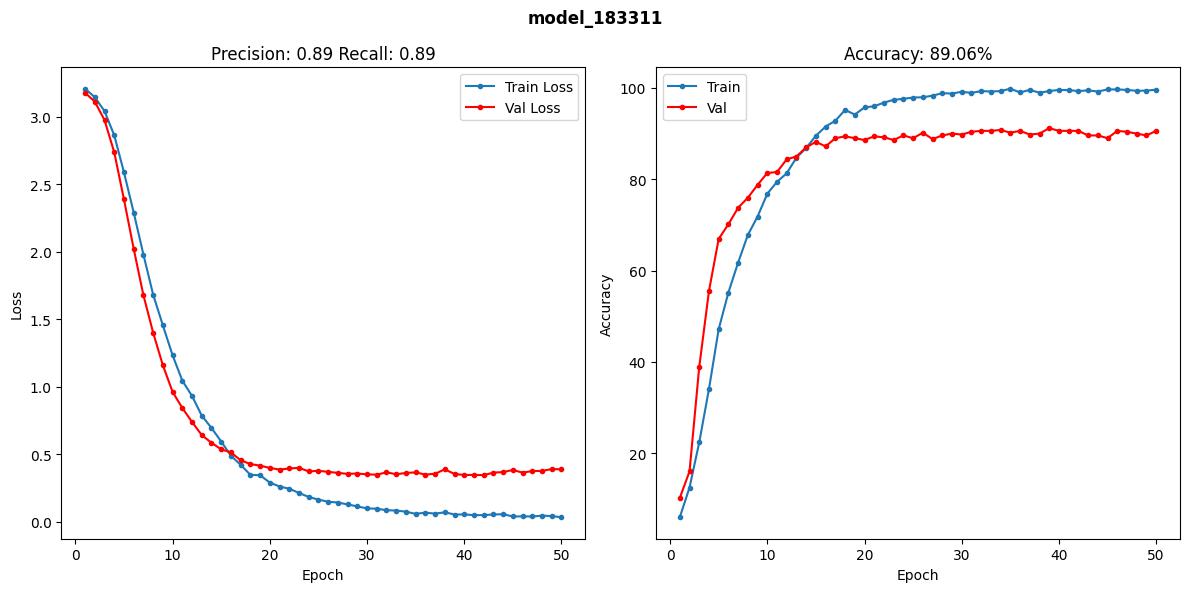 model_183311
Precision: 0.89 Recall: 0.89
Train Loss
Val Loss
3.0
2.5
2.0
1.5
1.0
0.5
0.0
Loss
0 10 20 30 40 50
Epoch
Accuracy: 89.06%
Train
Val
100
80
60
40
20
Accuracy
0 10 20 30 40 50
Epoch